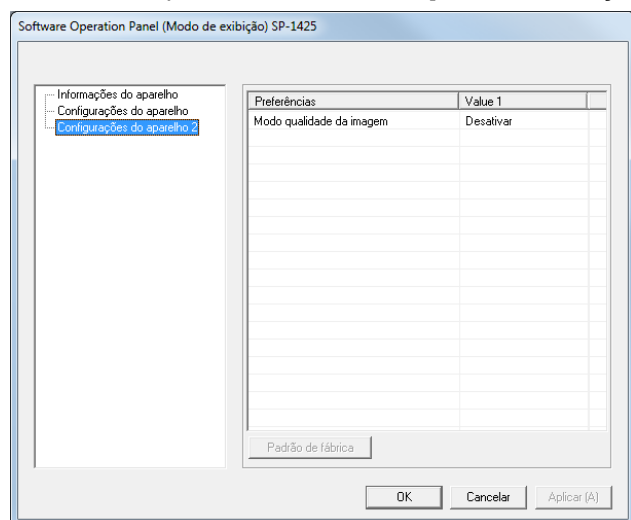 Software Operation Panel (Modo de exibição) SP-1425
Informações do aparelho
Configurações do aparelho
Configurações do aparelho 2
Preferências Value 1
Modo qualidade da imagem Desativar
Padrão de fábrica
OK Cancelar Aplicar (A)